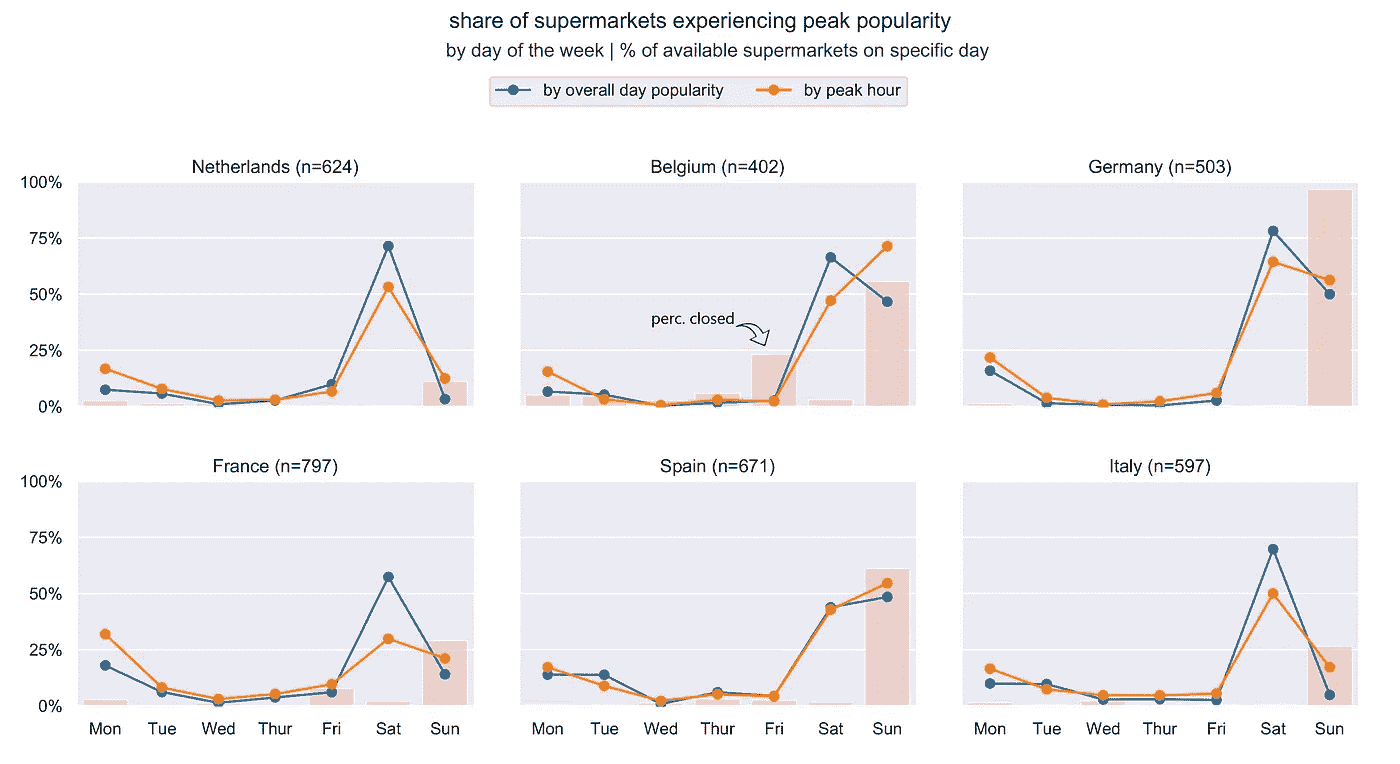 share of supermarkets experiencing peak popularity
by day of the week | % of available supermarkets on specific day
by overall day popularity by peak hour
Netherlands (n=624) Belgium (n=402) Germany (n=503)
100%
75%
50%
25%
0%
perc. closed
France (n=797) Spain (n=671) Italy (n=597)
100%
75%
50%
25%
0%
Mon Tue Wed Thur Fri Sat Sun Mon Tue Wed Thur Fri Sat Sun Mon Tue Wed Thur Fri Sat Sun